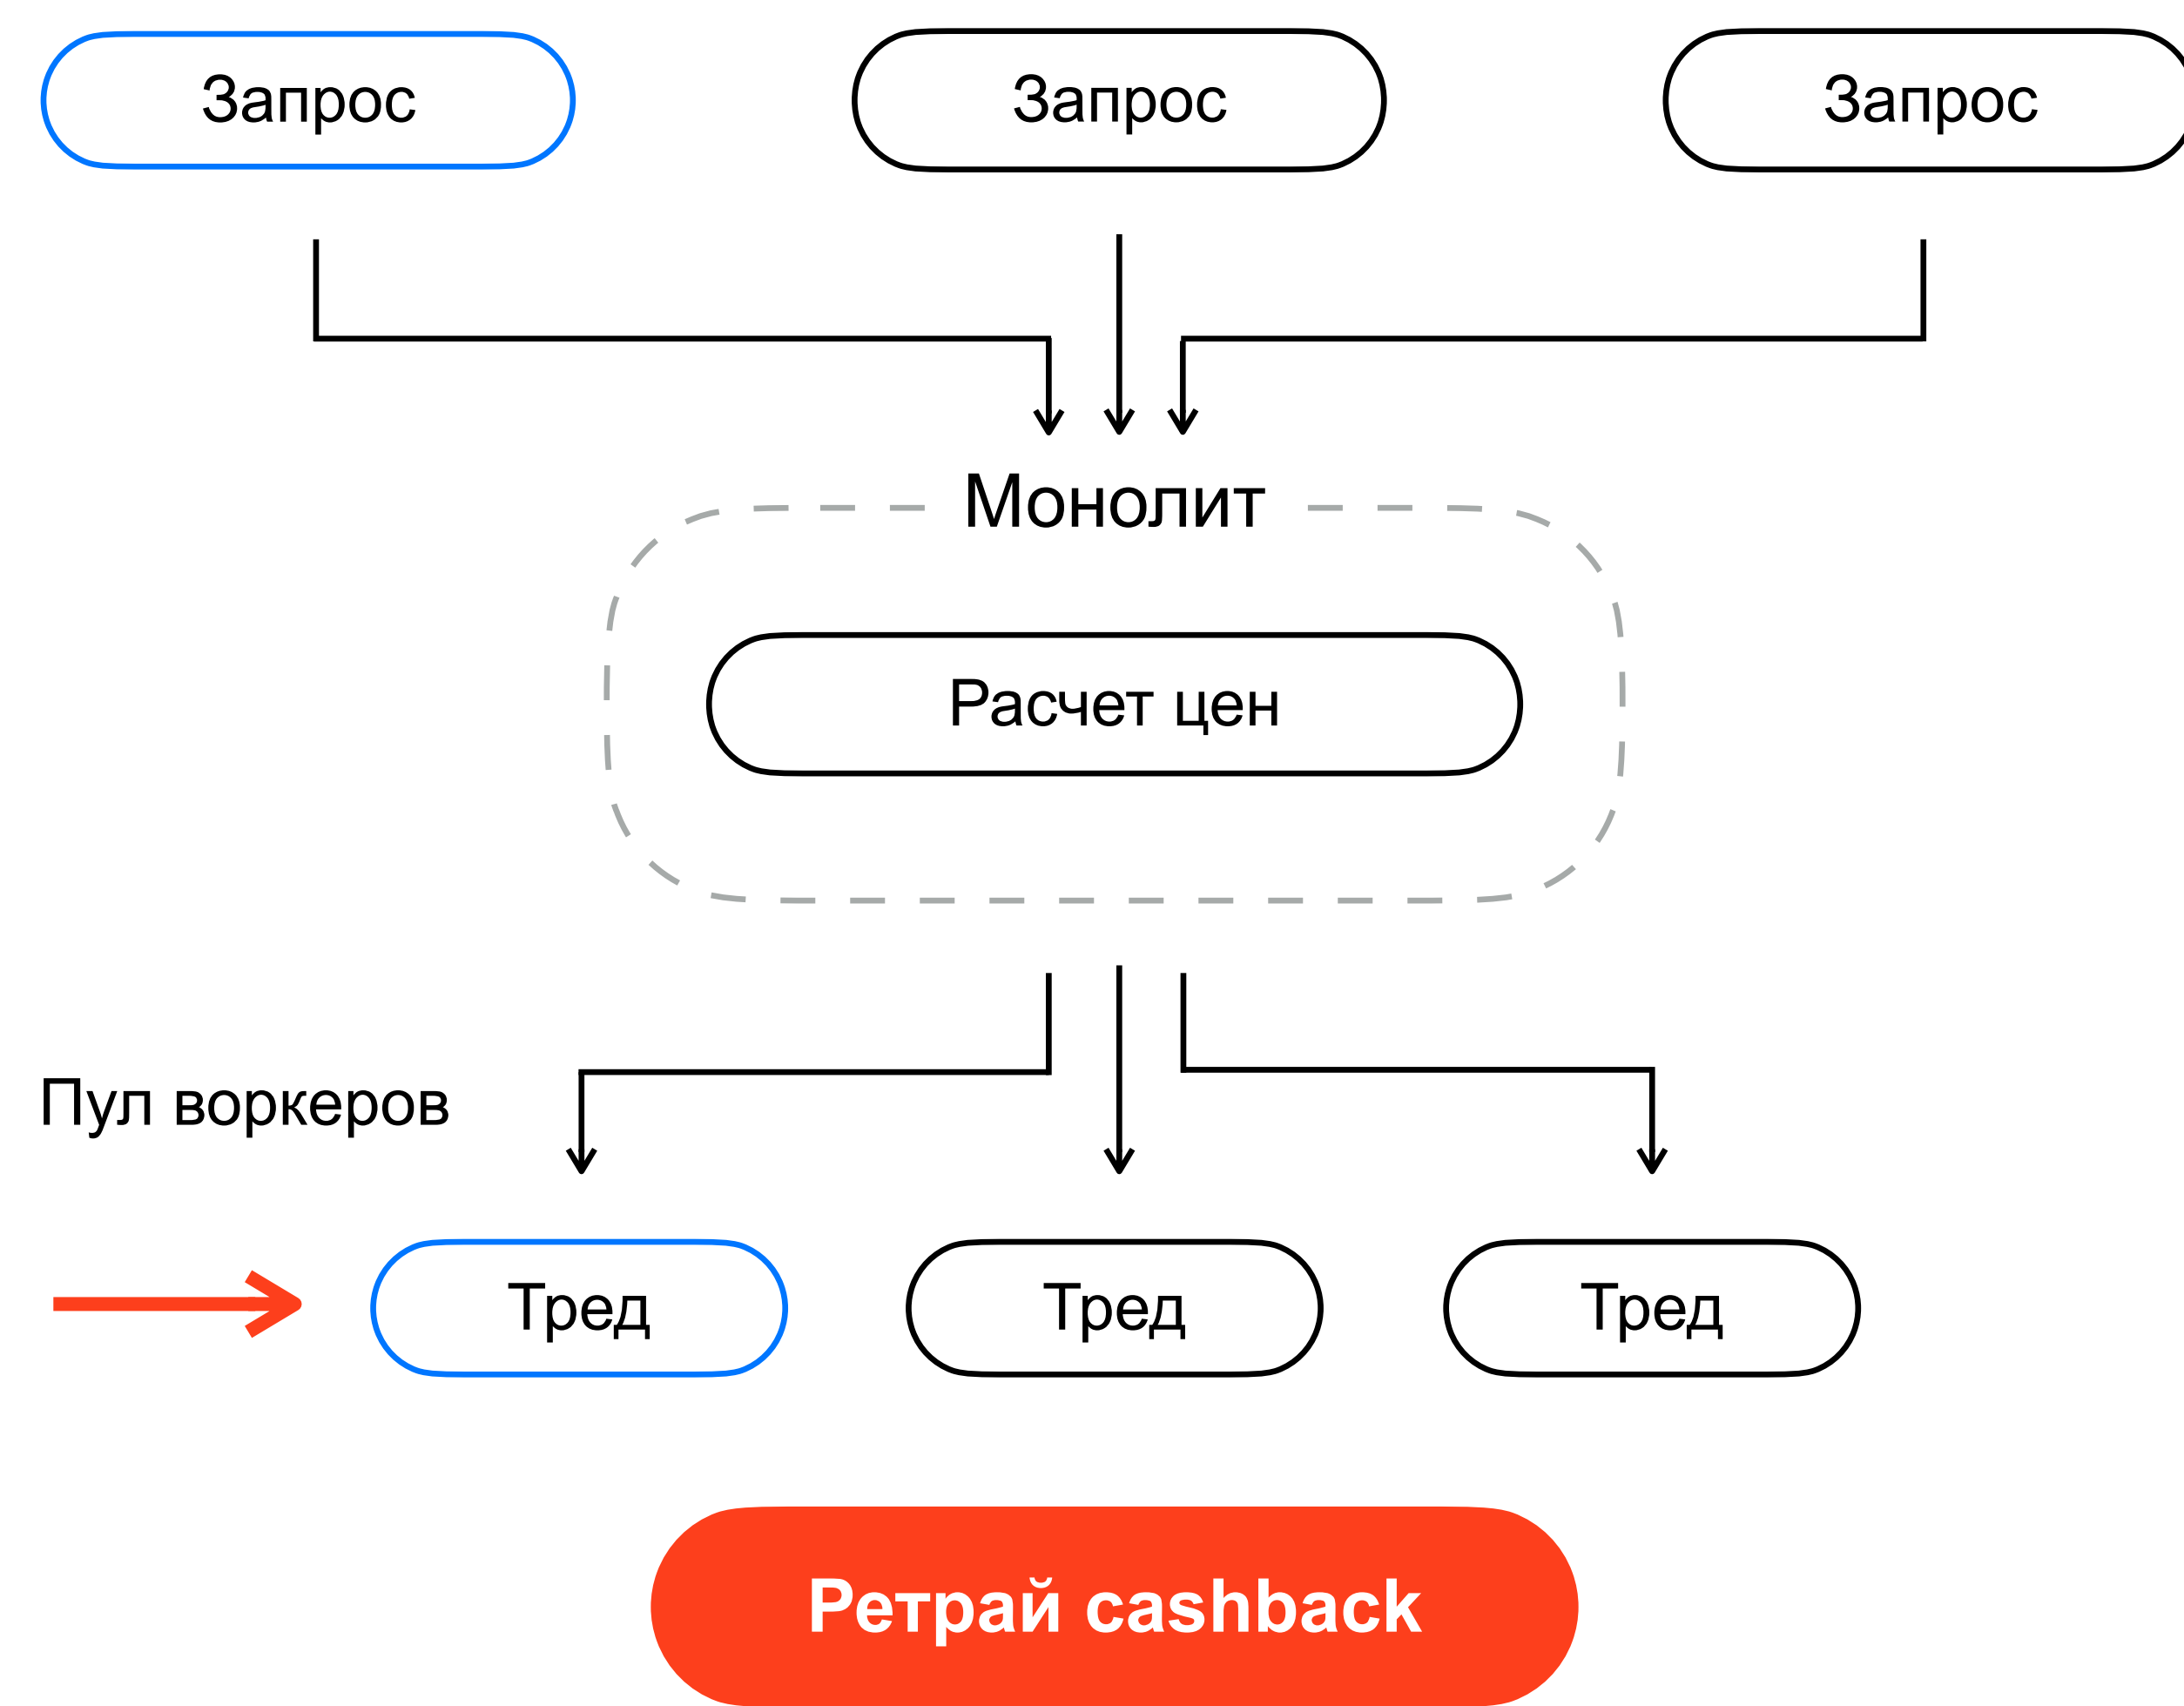 Запрос
Запрос
Запрос
Монолит
Расчет цен
Пул воркеров
Тред
Тред
Тред
Ретрай cashback